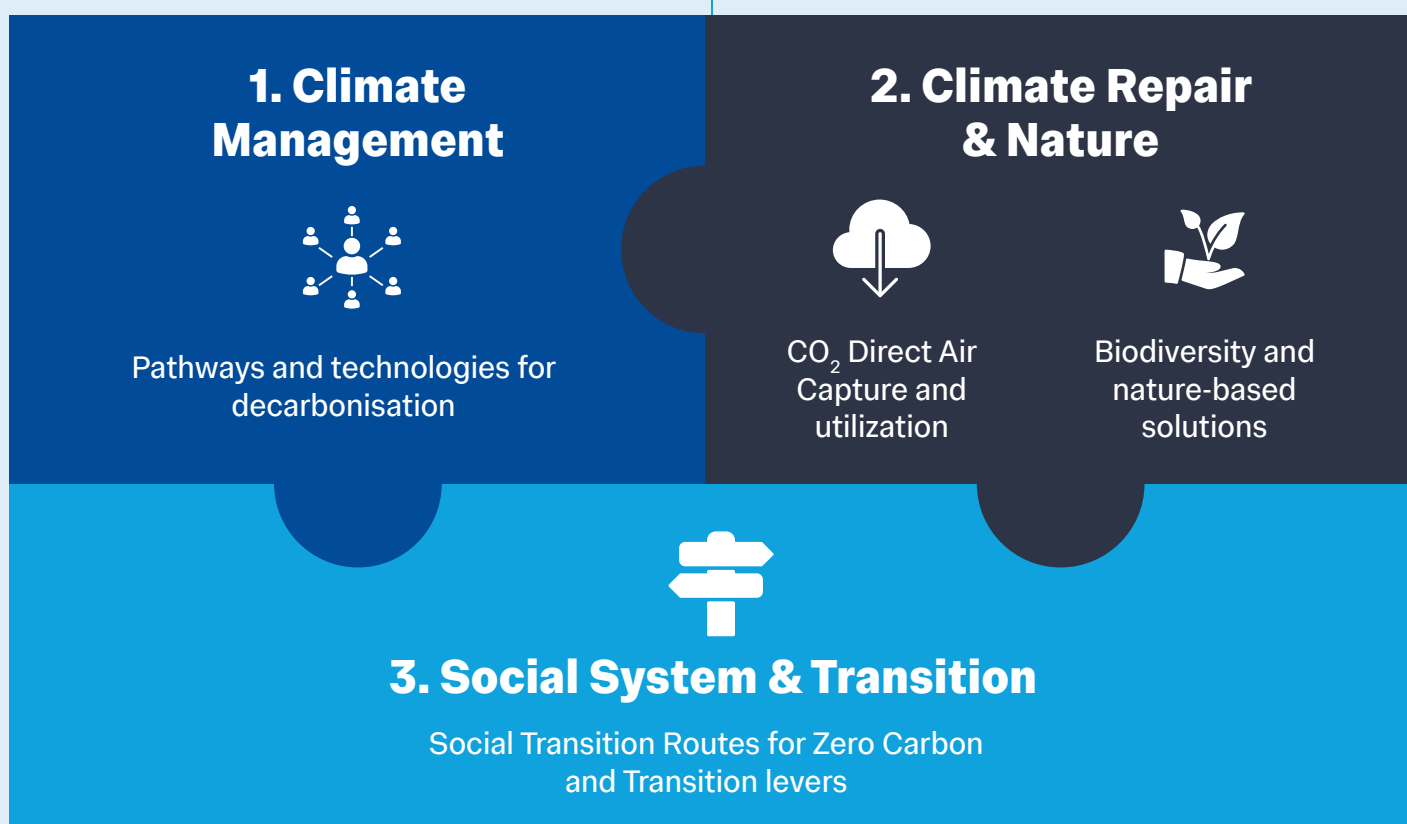 1. Climate
Management
Pathways and technologies for
decarbonisation
2. Climate Repair
& Nature
CO₂ Direct Air
Capture and
utilization
Biodiversity and
nature-based
solutions
3. Social System & Transition
Social Transition Routes for Zero Carbon
and Transition levers